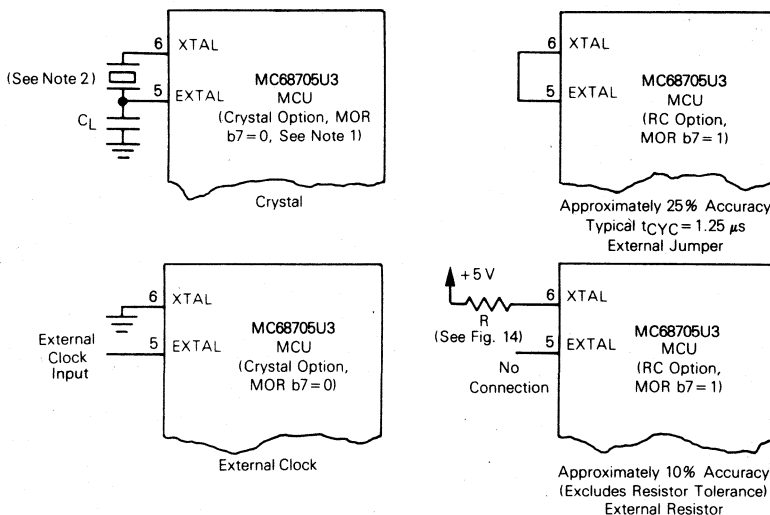 6 XTAL
(See Note 2)
MC68705U3
MCU
(Crystal Option, MOR
b7=0, See Note 1)
5 EXTAL
CL
Crystal
6 XTAL
MC68705U3
MCU
(RC Option,
MOR b7=1)
5 EXTAL
Approximately 25% Accuracy
Typical tCYC=1.25 μs
External Jumper
6 XTAL
MC68705U3
MCU
(Crystal Option,
MOR b7=0)
External
Clock
Input
5 EXTAL
External Clock
+5 V
6 XTAL
R
(See Fig. 14)
MC68705U3
MCU
(RC Option,
MOR b7=1)
5 EXTAL
No
Connection
Approximately 10% Accuracy
(Excludes Resistor Tolerance)
External Resistor